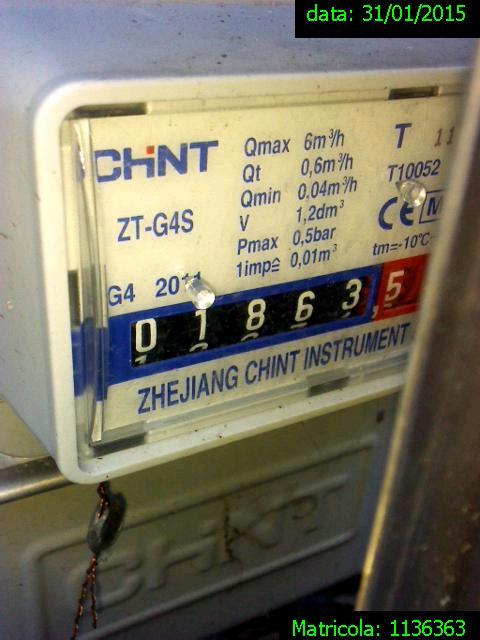 data: 31/01/2015
CHINT
Qmax 6m³/h
T 11
Qt 0,6m³/h
T10052
Qmin 0.04m³/h
CE M
ZT-G4S
V 1,2dm³
Pmax 0,5bar
tm=-10°C
1imp≙ 0,01m³
G4 2011
0 1 8 6 3 , 5
ZHEJIANG CHINT INSTRUMENT
CHINT
Matricola: 1136363